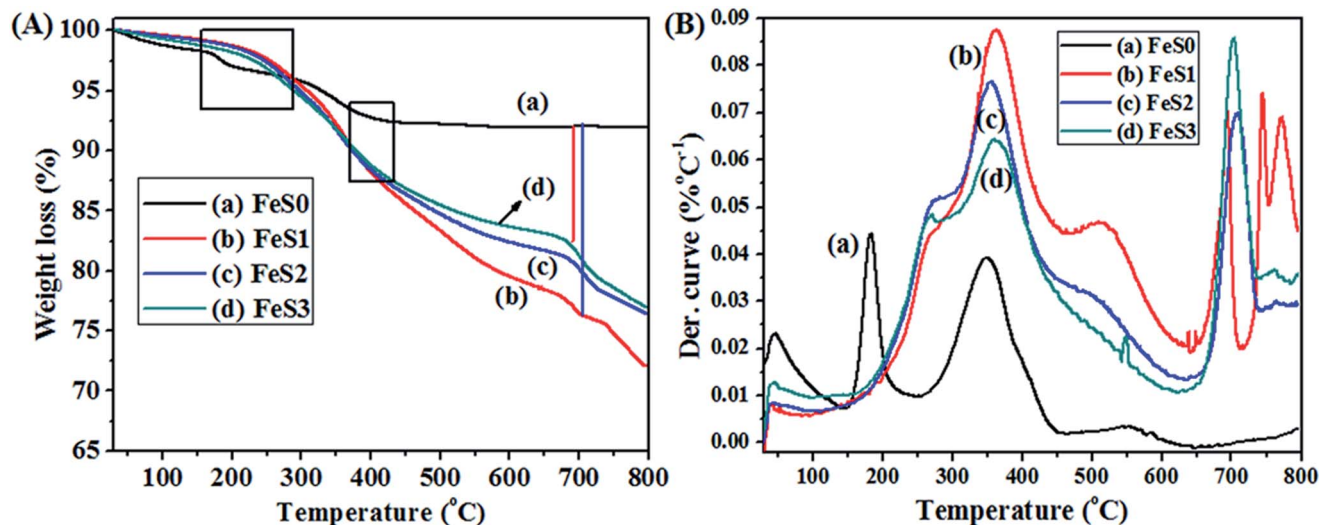 (A)
Weight loss (%)
100
95
90
85
80
75
70
65
100 200 300 400 500 600 700 800
Temperature (°C)
(a)
(d)
(c)
(b)
(a) FeS0
(b) FeS1
(c) FeS2
(d) FeS3
(B)
Der. curve (%°C-1)
0.09
0.08
0.07
0.06
0.05
0.04
0.03
0.02
0.01
0.00
100 200 300 400 500 600 700 800
Temperature (°C)
(b)
(c)
(d)
(a)
(a) FeS0
(b) FeS1
(c) FeS2
(d) FeS3